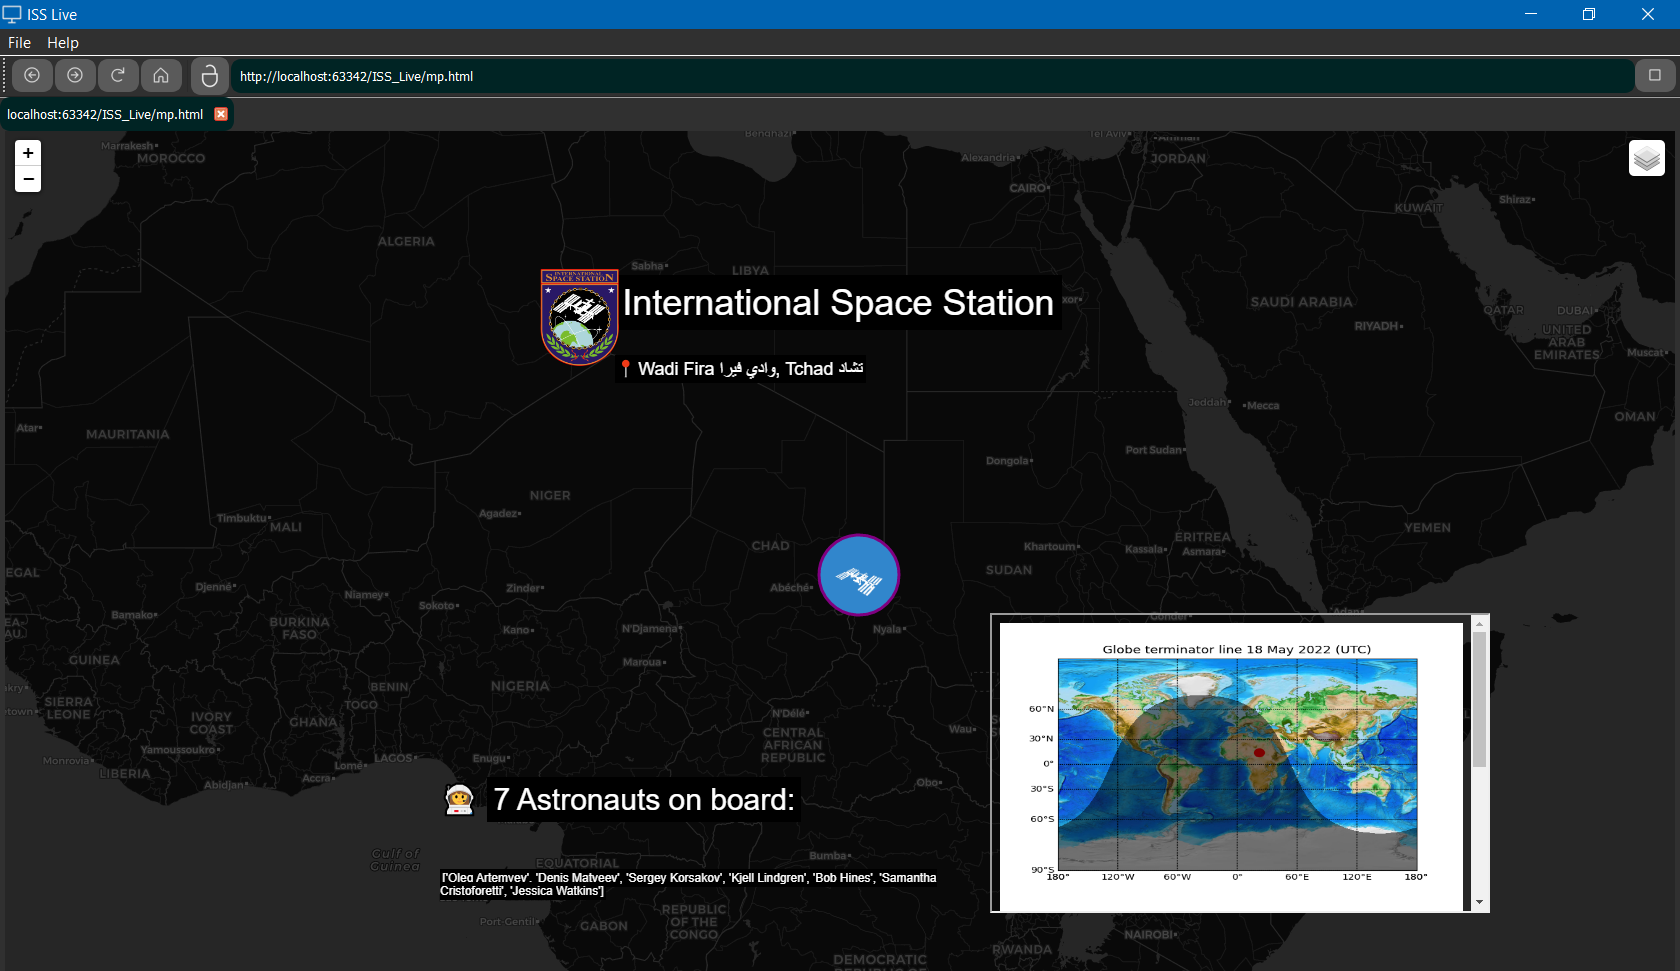 ISS Live
File Help
http://localhost:63342/ISS_Live/mp.html
localhost:63342/ISS_Live/mp.html
+
−
Benghazi
Tel Aviv
Amman
Marrakesh
MOROCCO
Alexandria
JORDAN
CAIRO
KUWAIT
Shiraz
ALGERIA
Sabha
LIBYA
INTERNATIONAL
SPACE STATION
International Space Station
SAUDI ARABIA
QATAR
DUBAI
RIYADH
UNITED
ARAB
EMIRATES
Muscat
📍 Wadi Fira وادي فيرا, Tchad تشاد
Jeddah
Mecca
OMAN
Atar
MAURITANIA
Port Sudan
Dongola
NIGER
Agadez
Timbuktu
MALI
YEMEN
ERITREA
CHAD
Khartoum
Kassala
Asmara
SUDAN
Abéché
Djenné
Zinder
Niamey
Sokoto
Bamako
BURKINA
FASO
Kano
N'Djamena
Nyala
Gonder
GUINEA
Maroua
BENIN
NIGERIA
TOGO
SIERRA
LEONE
IVORY
COAST
GHANA
N'Délé
CENTRAL
AFRICAN
REPUBLIC
Wau
Yamoussoukro
Monrovia
LIBERIA
Lomé
LAGOS
Enugu
Abidjan
Accra
Obo
7 Astronauts on board:
Gulf of
Guinea
EQUATORIAL
Bumba
['Oleg Artemyev', 'Denis Matveev', 'Sergey Korsakov', 'Kjell Lindgren', 'Bob Hines', 'Samantha
Cristoforetti', 'Jessica Watkins']
Port-Gentil
GABON
REPUBLIC
OF THE
CONGO
NAIROBI
RWANDA
DEMOCRATIC
Globe terminator line 18 May 2022 (UTC)
60°N
30°N
0°
30°S
60°S
90°S
180° 120°W 60°W 0° 60°E 120°E 180°